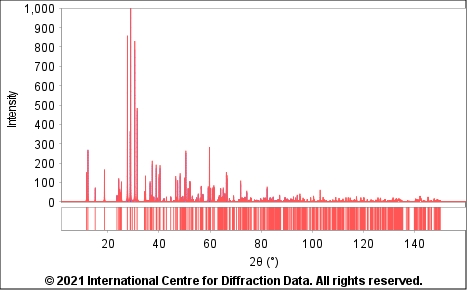 1,000
900
800
700
600
500
400
300
200
100
0
Intensity
20 40 60 80 100 120 140
2θ (°)
© 2021 International Centre for Diffraction Data. All rights reserved.